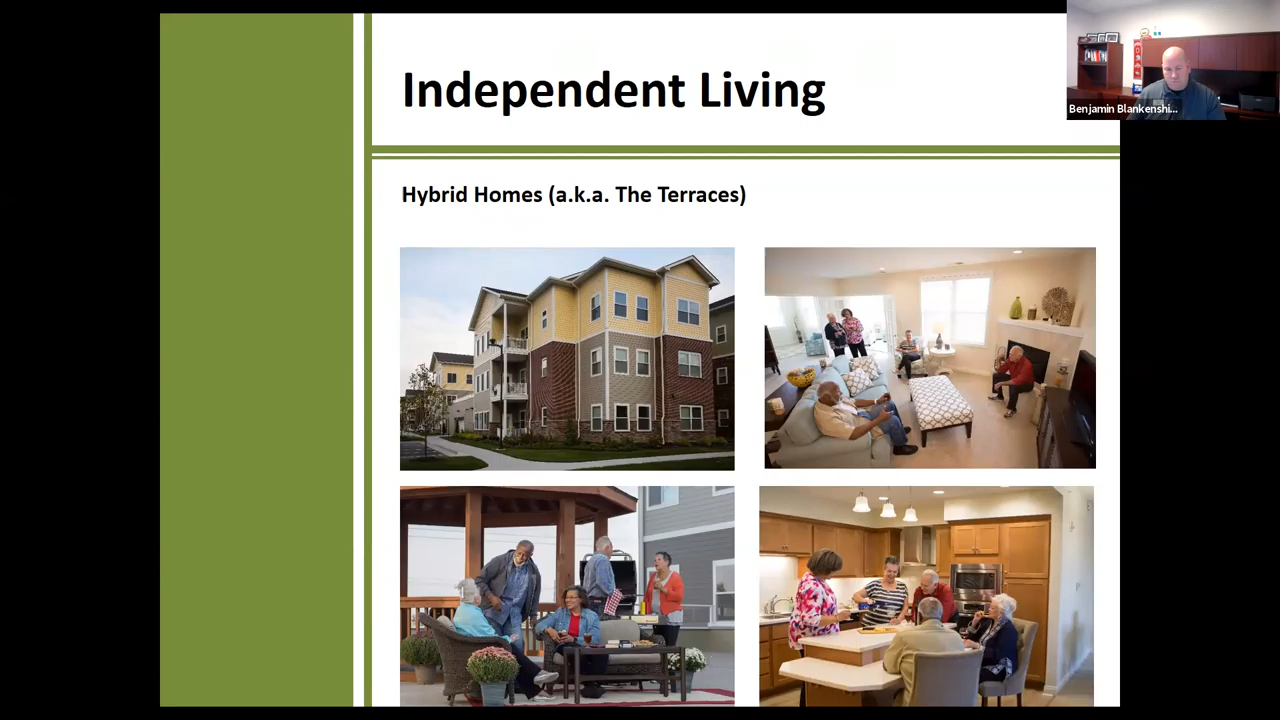 Independent Living
Benjamin Blankenshi...
Hybrid Homes (a.k.a. The Terraces)